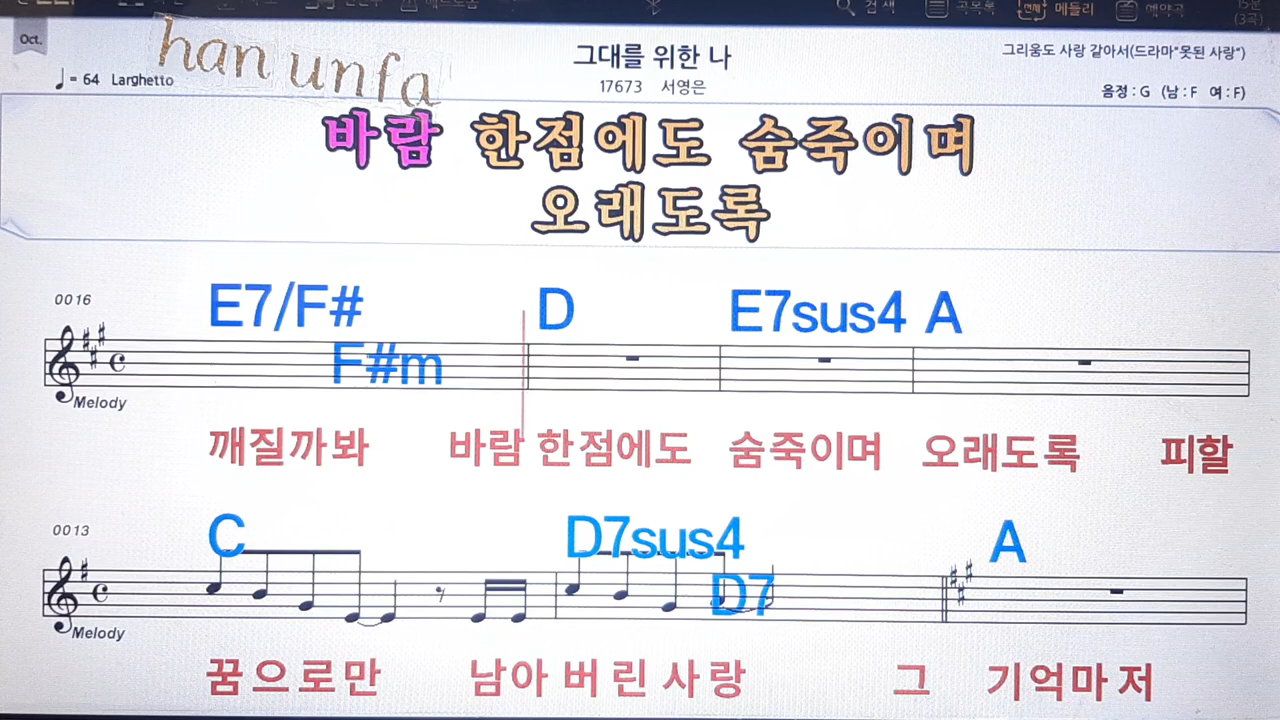 검색 곡목록 메들리 예약곡
(3곡)
Oct.
han unfa
그대를 위한 나
그리움도 사랑 같아서(드라마"못된 사랑")
♩= 64 Larghetto
17673 서영은
음정 : G (남 : F 여 : F)
바람 한점에도 숨죽이며
오래도록
0016
E7/F# D E7sus4 A
F#m
Melody
깨질까봐 바람 한점에도 숨죽이며 오래도록 피할
0013
C D7sus4 A
D7
Melody
꿈으로만 남아 버린 사랑 그 기억마저